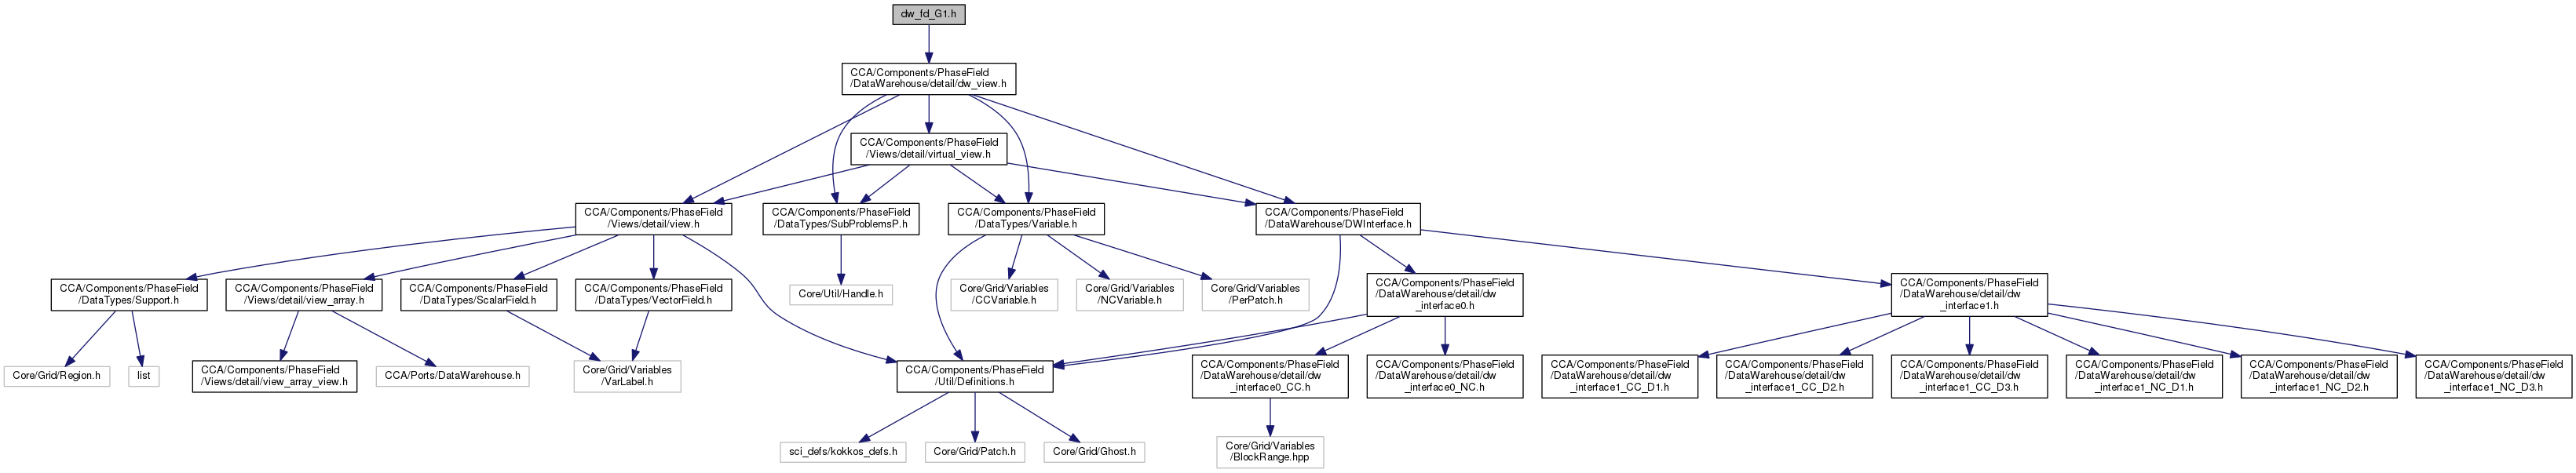 dw_fd_G1.h
CCA/Components/PhaseField
/DataWarehouse/detail/dw_view.h
CCA/Components/PhaseField
/Views/detail/virtual_view.h
CCA/Components/PhaseField
/Views/detail/view.h
CCA/Components/PhaseField
/DataTypes/SubProblemsP.h
CCA/Components/PhaseField
/DataTypes/Variable.h
CCA/Components/PhaseField
/DataWarehouse/DWInterface.h
CCA/Components/PhaseField
/DataTypes/Support.h
CCA/Components/PhaseField
/Views/detail/view_array.h
CCA/Components/PhaseField
/DataTypes/ScalarField.h
CCA/Components/PhaseField
/DataTypes/VectorField.h
Core/Util/Handle.h
Core/Grid/Variables
/CCVariable.h
Core/Grid/Variables
/NCVariable.h
Core/Grid/Variables
/PerPatch.h
CCA/Components/PhaseField
/DataWarehouse/detail/dw
_interface0.h
CCA/Components/PhaseField
/DataWarehouse/detail/dw
_interface1.h
Core/Grid/Region.h
list
CCA/Components/PhaseField
/Views/detail/view_array_view.h
CCA/Ports/DataWarehouse.h
Core/Grid/Variables
/VarLabel.h
CCA/Components/PhaseField
/Util/Definitions.h
CCA/Components/PhaseField
/DataWarehouse/detail/dw
_interface0_CC.h
CCA/Components/PhaseField
/DataWarehouse/detail/dw
_interface0_NC.h
CCA/Components/PhaseField
/DataWarehouse/detail/dw
_interface1_CC_D1.h
CCA/Components/PhaseField
/DataWarehouse/detail/dw
_interface1_CC_D2.h
CCA/Components/PhaseField
/DataWarehouse/detail/dw
_interface1_CC_D3.h
CCA/Components/PhaseField
/DataWarehouse/detail/dw
_interface1_NC_D1.h
CCA/Components/PhaseField
/DataWarehouse/detail/dw
_interface1_NC_D2.h
CCA/Components/PhaseField
/DataWarehouse/detail/dw
_interface1_NC_D3.h
sci_defs/kokkos_defs.h
Core/Grid/Patch.h
Core/Grid/Ghost.h
Core/Grid/Variables
/BlockRange.hpp